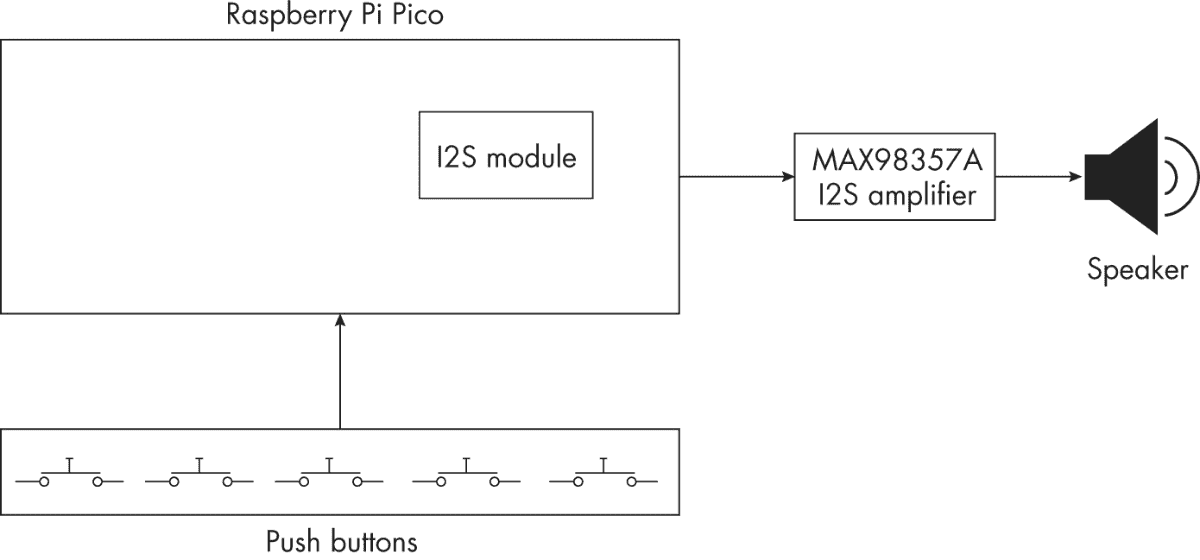 Raspberry Pi Pico
I2S module
MAX98357A
I2S amplifier
Speaker
Push buttons